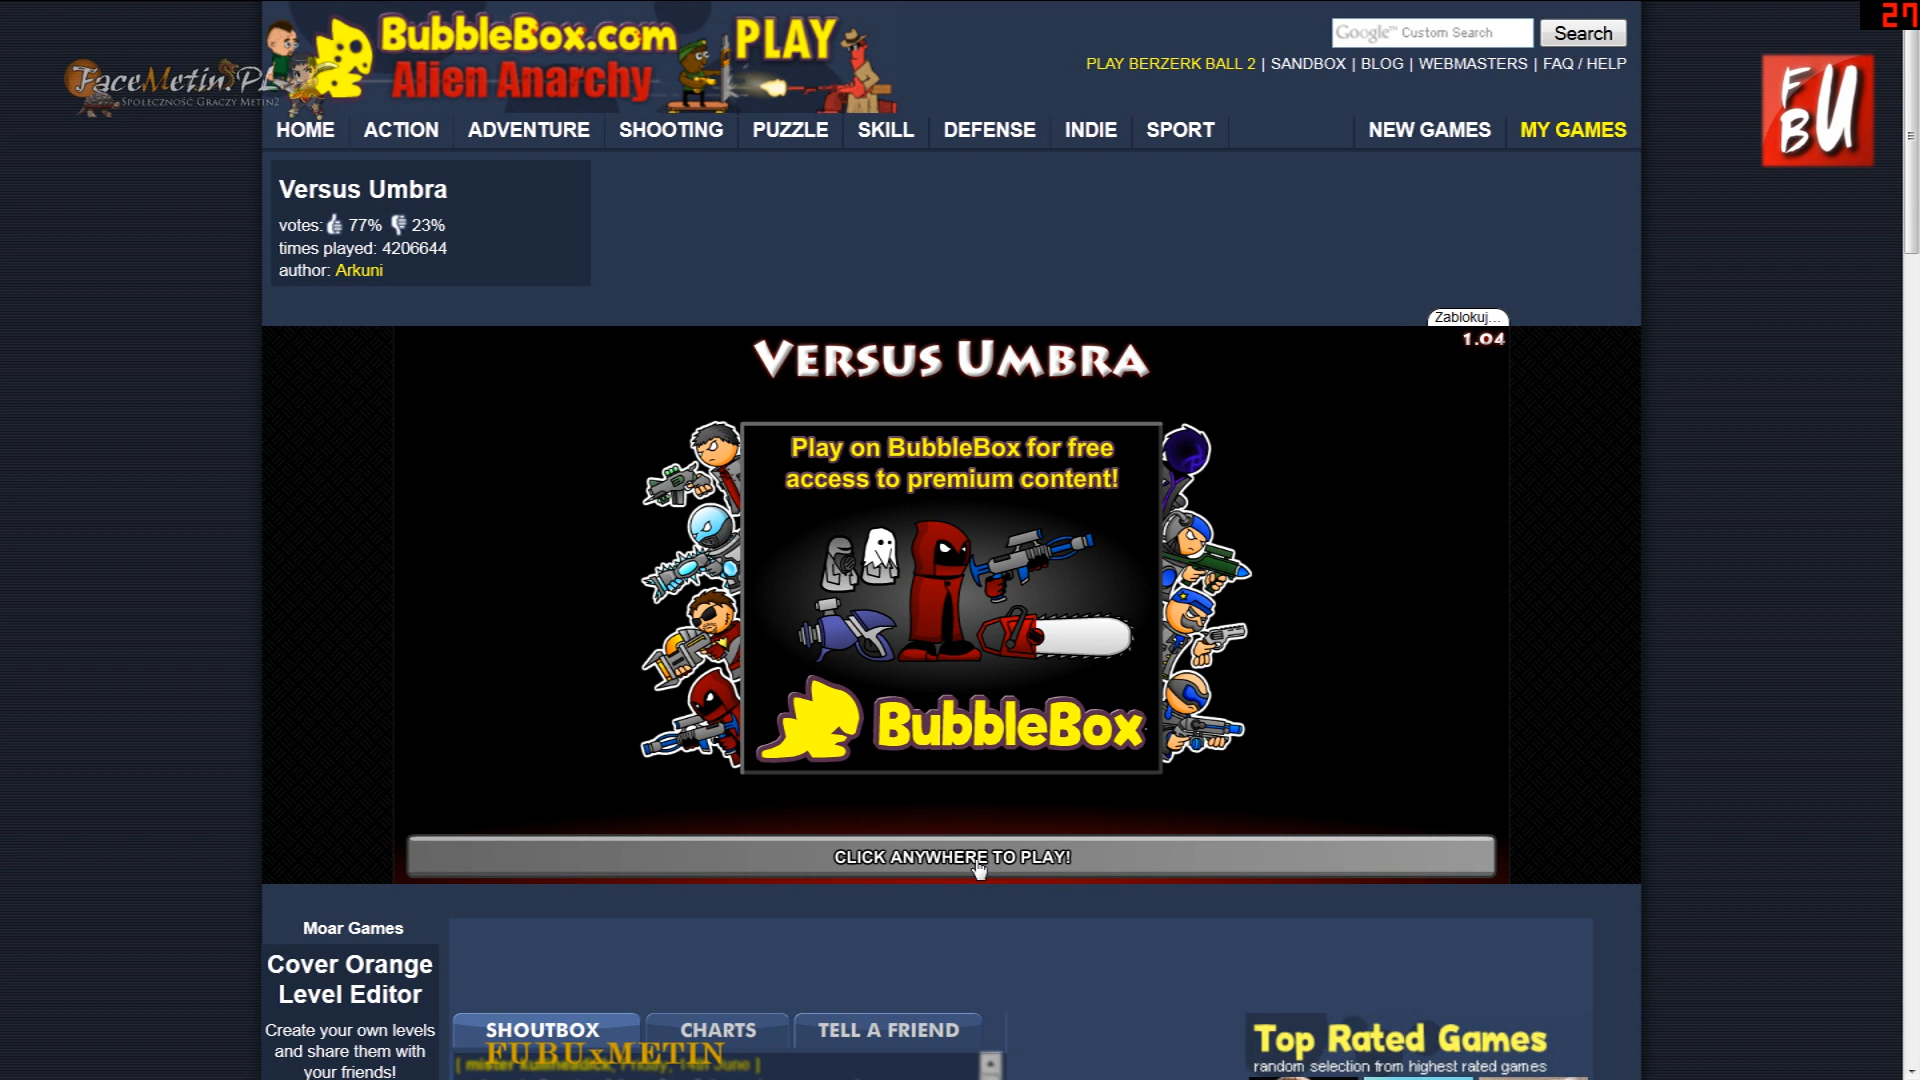 27
FaceMetin.PL
SPOŁECZNOŚĆ GRACZY METIN2
BubbleBox.com
Alien Anarchy
PLAY
Google™ Custom Search
Search
PLAY BERZERK BALL 2 | SANDBOX | BLOG | WEBMASTERS | FAQ / HELP
FUBU
HOME ACTION ADVENTURE SHOOTING PUZZLE SKILL DEFENSE INDIE SPORT NEW GAMES MY GAMES
Versus Umbra
votes: 77% 23%
times played: 4206644
author: Arkuni
Zablokuj...
1.04
VERSUS UMBRA
Play on BubbleBox for free
access to premium content!
BubbleBox
CLICK ANYWHERE TO PLAY!
Moar Games
Cover Orange
Level Editor
Create your own levels
and share them with
your friends!
SHOUTBOX CHARTS TELL A FRIEND
FUBUxMETIN
Friday, 14th June ]
Top Rated Games
random selection from highest rated games